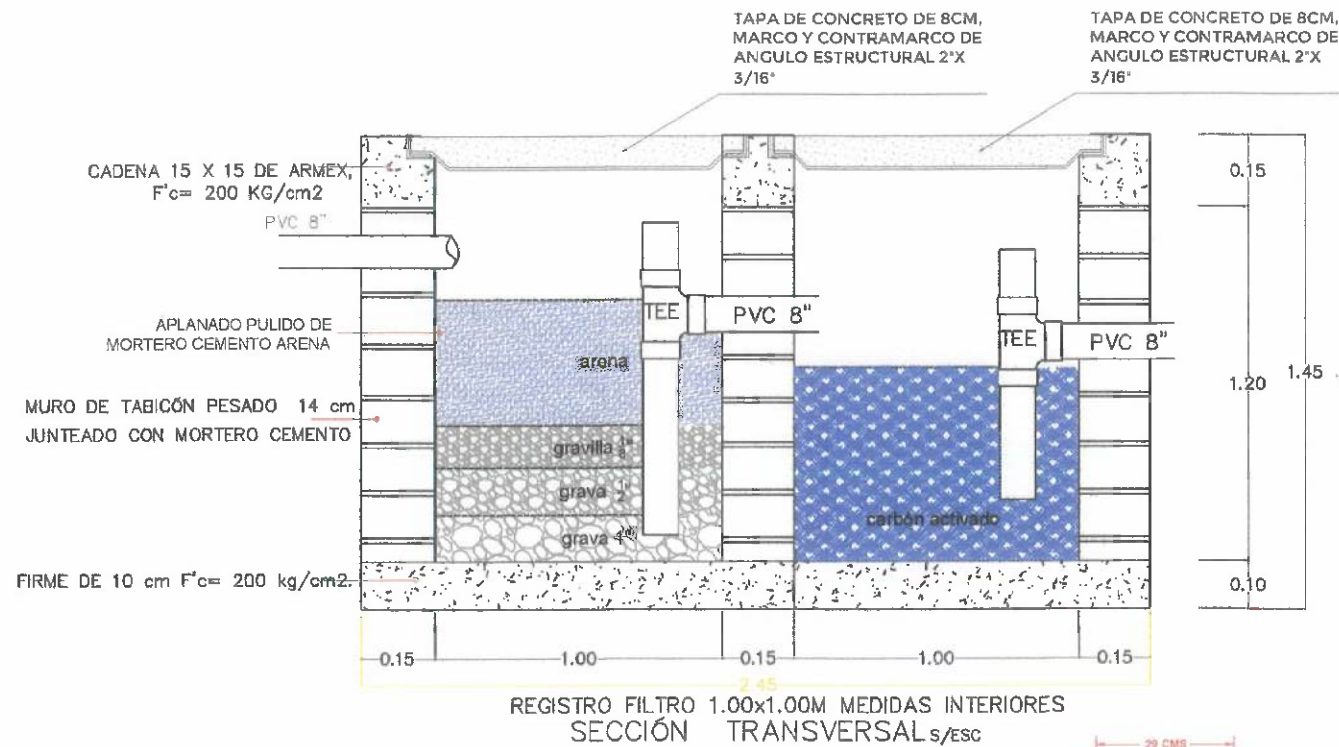 TAPA DE CONCRETO DE 8CM,
MARCO Y CONTRAMARCO DE
ANGULO ESTRUCTURAL 2"X
3/16"
TAPA DE CONCRETO DE 8CM,
MARCO Y CONTRAMARCO DE
ANGULO ESTRUCTURAL 2"X
3/16"
CADENA 15 X 15 DE ARMEX,
F'c= 200 KG/cm2
PVC 8"
APLANADO PULIDO DE
MORTERO CEMENTO ARENA
MURO DE TABICÓN PESADO 14 cm
JUNTEADO CON MORTERO CEMENTO
FIRME DE 10 cm F'c= 200 kg/cm2.
TEE
PVC 8"
arena
gravilla
grava 1/2"
grava
TEE
PVC 8"
carbón activado
0.15
1.20
1.45
0.10
0.15
1.00
0.15
1.00
0.15
2.45
REGISTRO FILTRO 1.00x1.00M MEDIDAS INTERIORES
SECCIÓN TRANSVERSAL S/ESC
29 CMS